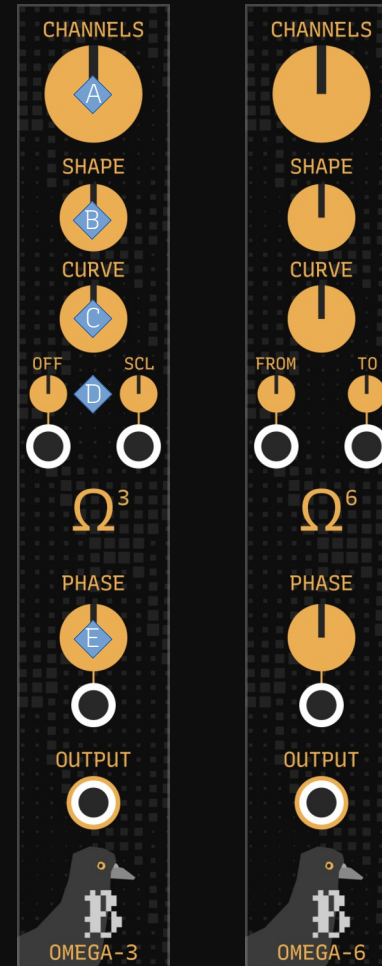 CHANNELS
A
SHAPE
B
CURVE
C
OFF SCL
D
Ω³
PHASE
E
OUTPUT
OMEGA-3
CHANNELS
SHAPE
CURVE
FROM TO
Ω⁶
PHASE
OUTPUT
OMEGA-6